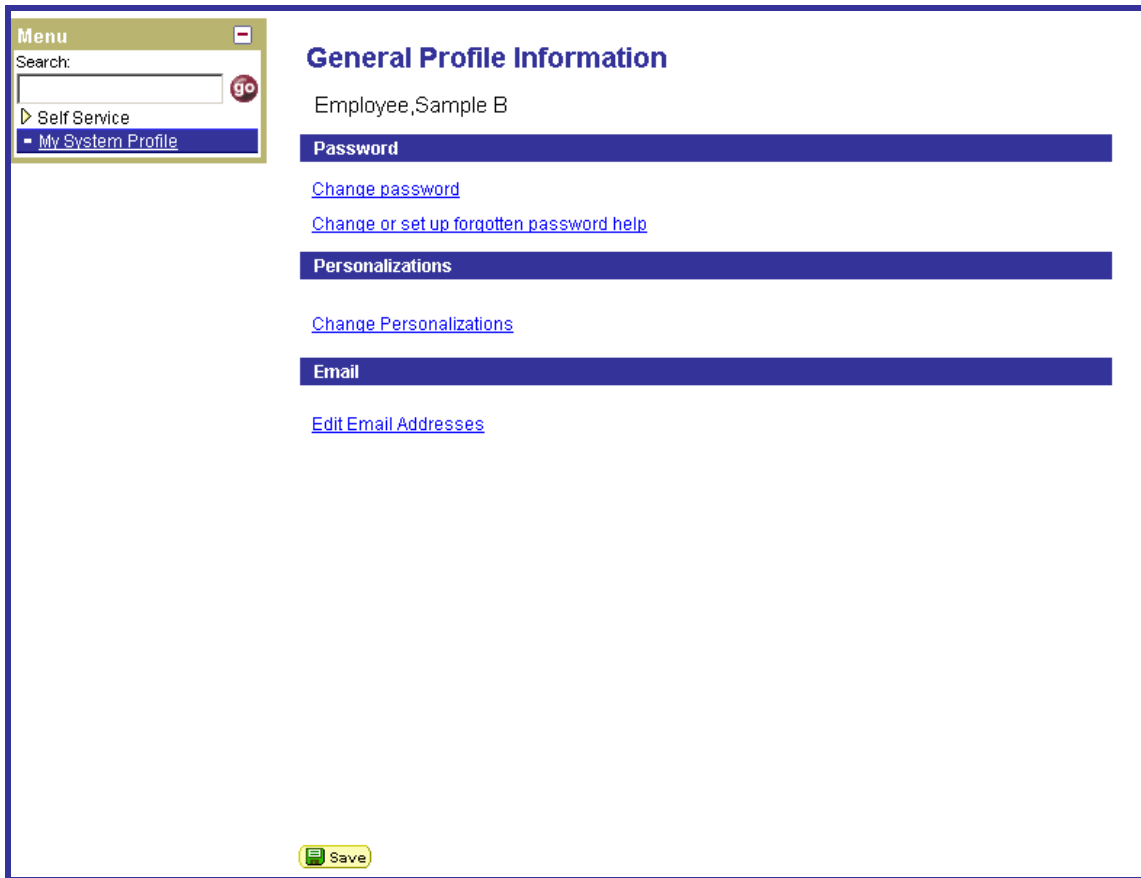 Menu
Search:
go
Self Service
My System Profile
General Profile Information
Employee,Sample B
Password
Change password
Change or set up forgotten password help
Personalizations
Change Personalizations
Email
Edit Email Addresses
Save